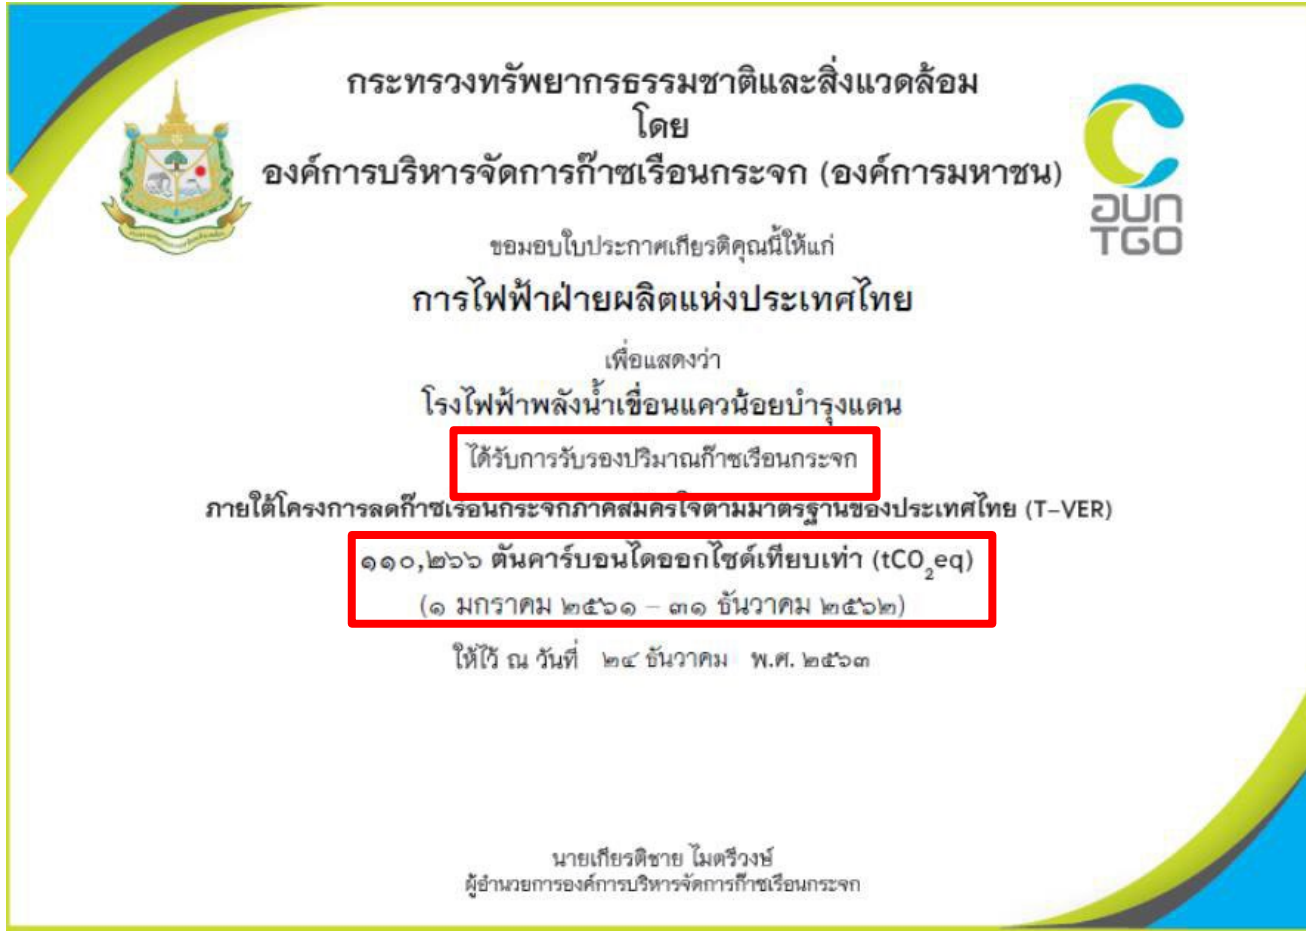 กระทรวงทรัพยากรธรรมชาติและสิ่งแวดล้อม
โดย
องค์การบริหารจัดการก๊าซเรือนกระจก (องค์การมหาชน)
อบก
TGO
ขอมอบใบประกาศเกียรติคุณนี้ให้แก่
การไฟฟ้าฝ่ายผลิตแห่งประเทศไทย
เพื่อแสดงว่า
โรงไฟฟ้าพลังน้ำเขื่อนแควน้อยบำรุงแดน
ได้รับการรับรองปริมาณก๊าซเรือนกระจก
ภายใต้โครงการลดก๊าซเรือนกระจกภาคสมัครใจตามมาตรฐานของประเทศไทย (T-VER)
๑๑๐,๒๖๖ ตันคาร์บอนไดออกไซด์เทียบเท่า (tCO₂eq)
(๑ มกราคม ๒๕๖๑ – ๓๑ ธันวาคม ๒๕๖๒)
ให้ไว้ ณ วันที่ ๒๔ ธันวาคม พ.ศ. ๒๕๖๓
นายเกียรติชาย ไมตรีวงษ์
ผู้อำนวยการองค์การบริหารจัดการก๊าซเรือนกระจก